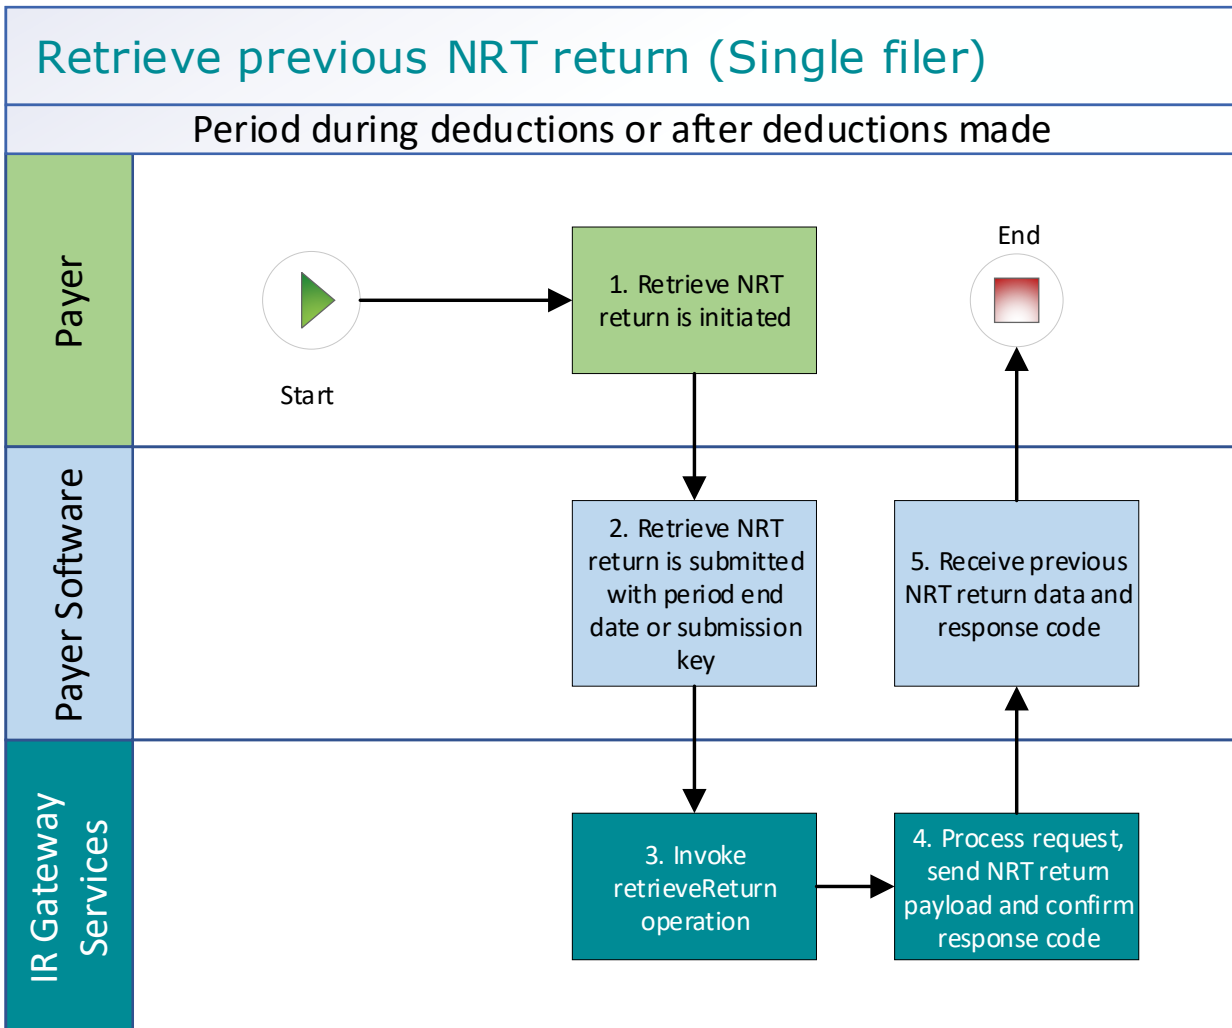 Retrieve previous NRT return (Single filer)
Period during deductions or after deductions made
Payer
Start
1. Retrieve NRT
return is initiated
End
Payer Software
2. Retrieve NRT
return is submitted
with period end
date or submission
key
5. Receive previous
NRT return data and
response code
IR Gateway
Services
3. Invoke
retrieveReturn
operation
4. Process request,
send NRT return
payload and confirm
response code